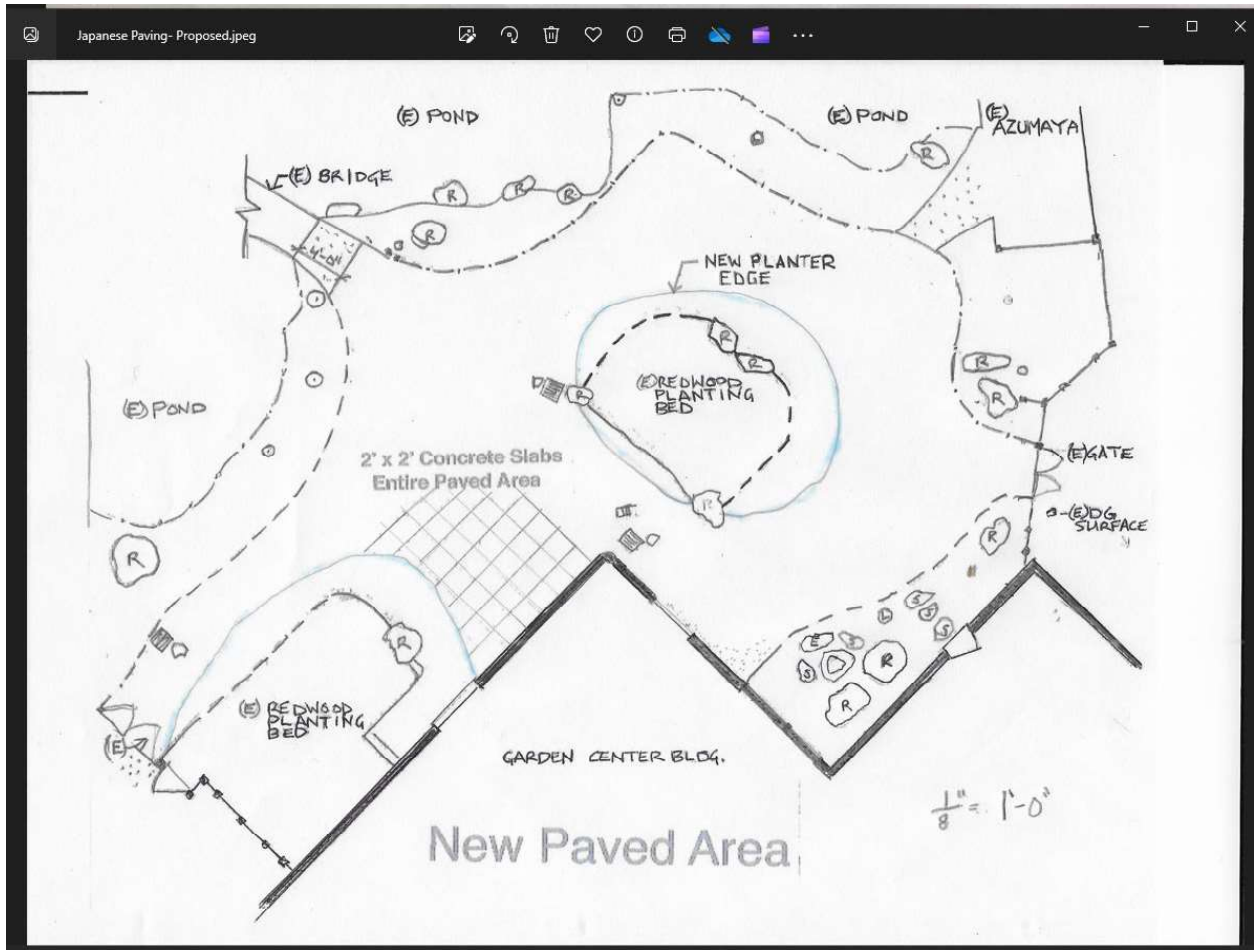 Japanese Paving- Proposed.jpeg
(E) POND
(E) POND
(E)
AZUMAYA
(E) BRIDGE
R
R
R
R
R
4'-0"
NEW PLANTER
EDGE
R
R
(E) REDWOOD
PLANTING
BED
R
R
R
R
(E) POND
2' x 2' Concrete Slabs
Entire Paved Area
(E) GATE
(E) DG
SURFACE
R
R
R
R
(E) REDWOOD
PLANTING
BED
(E)
L
S
S
S
E
S
S
R
R
GARDEN CENTER BLDG.
1/8" = 1'-0"
New Paved Area